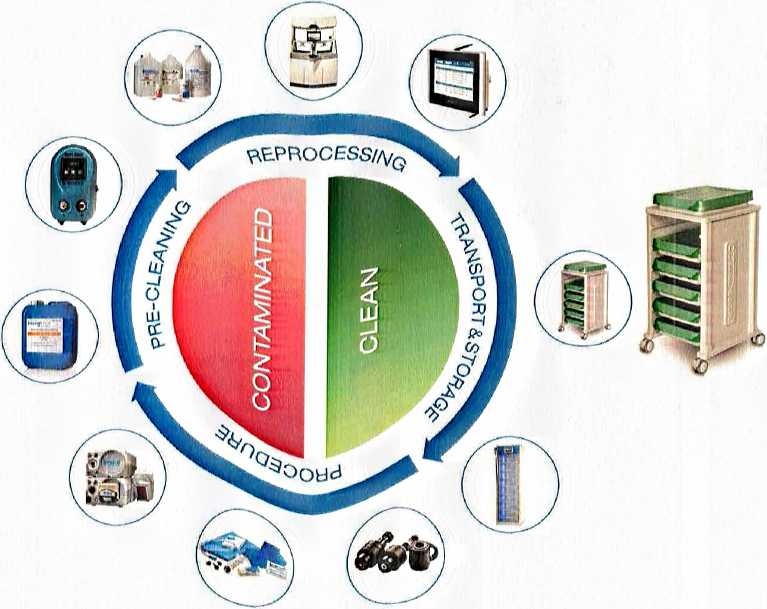 REPROCESSING
TRANSPORT & STORAGE
PROCEDURE
PRE-CLEANING
CONTAMINATED
CLEAN